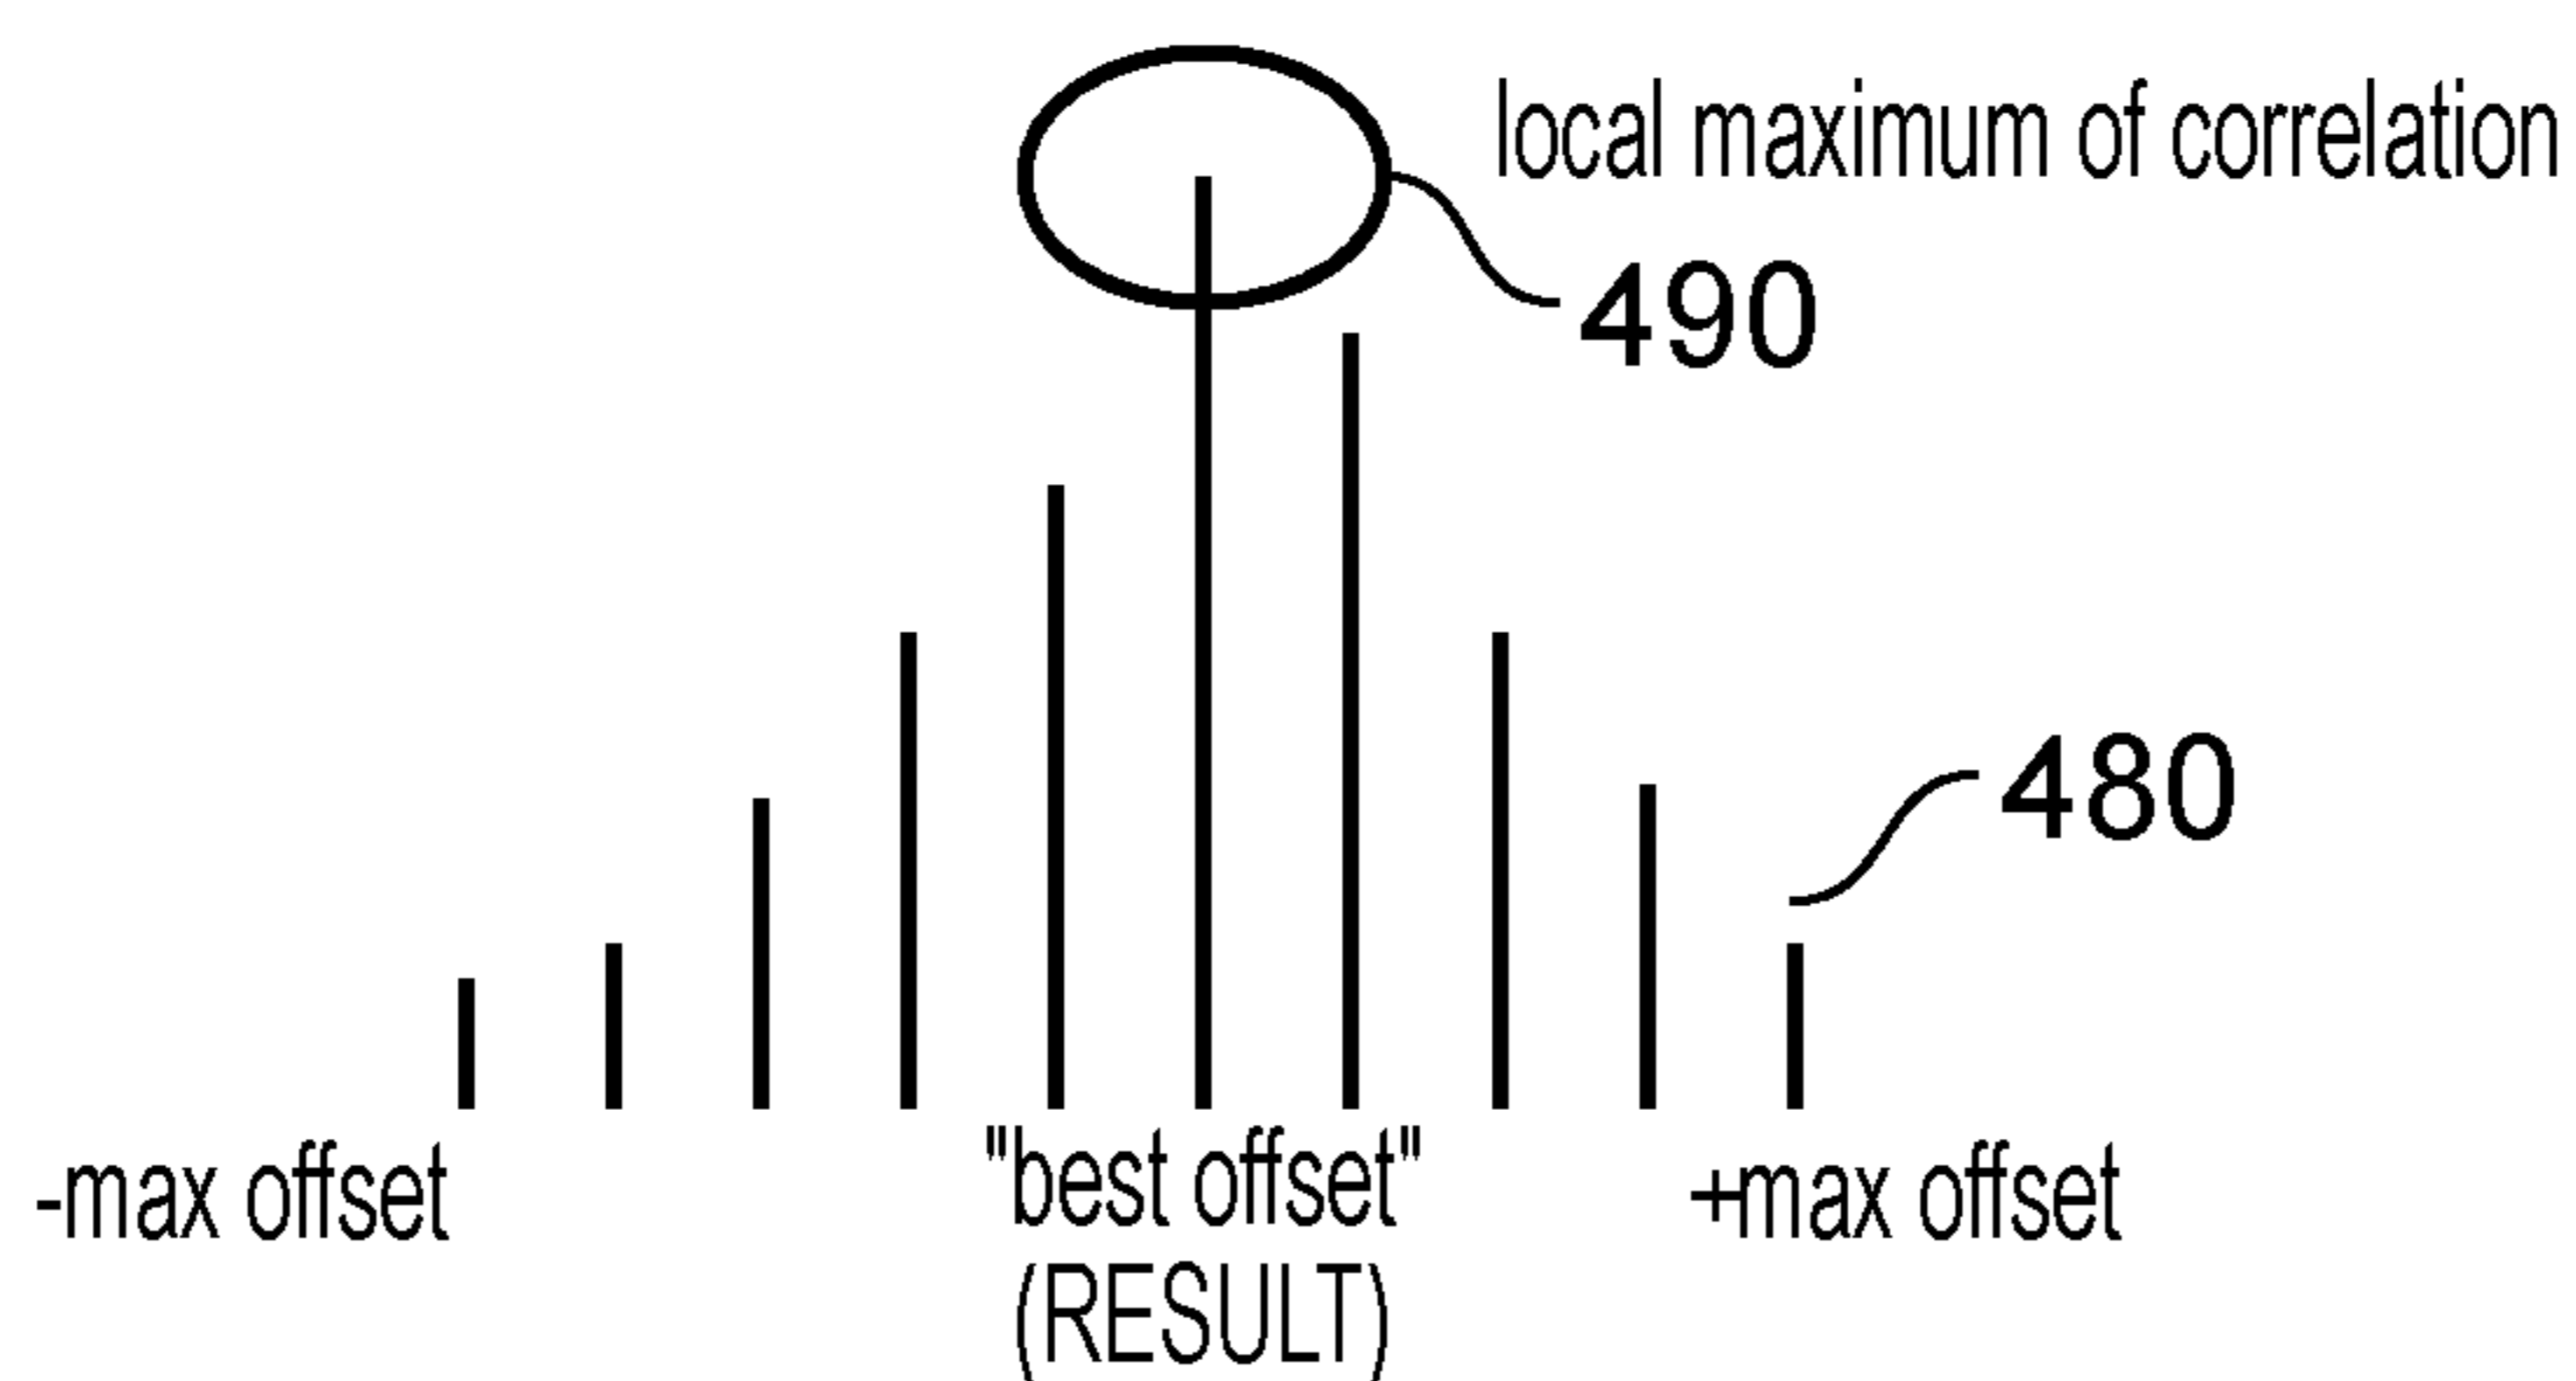 local maximum of correlation
490
480
-max offset
"best offset"
+max offset
(RESULT)